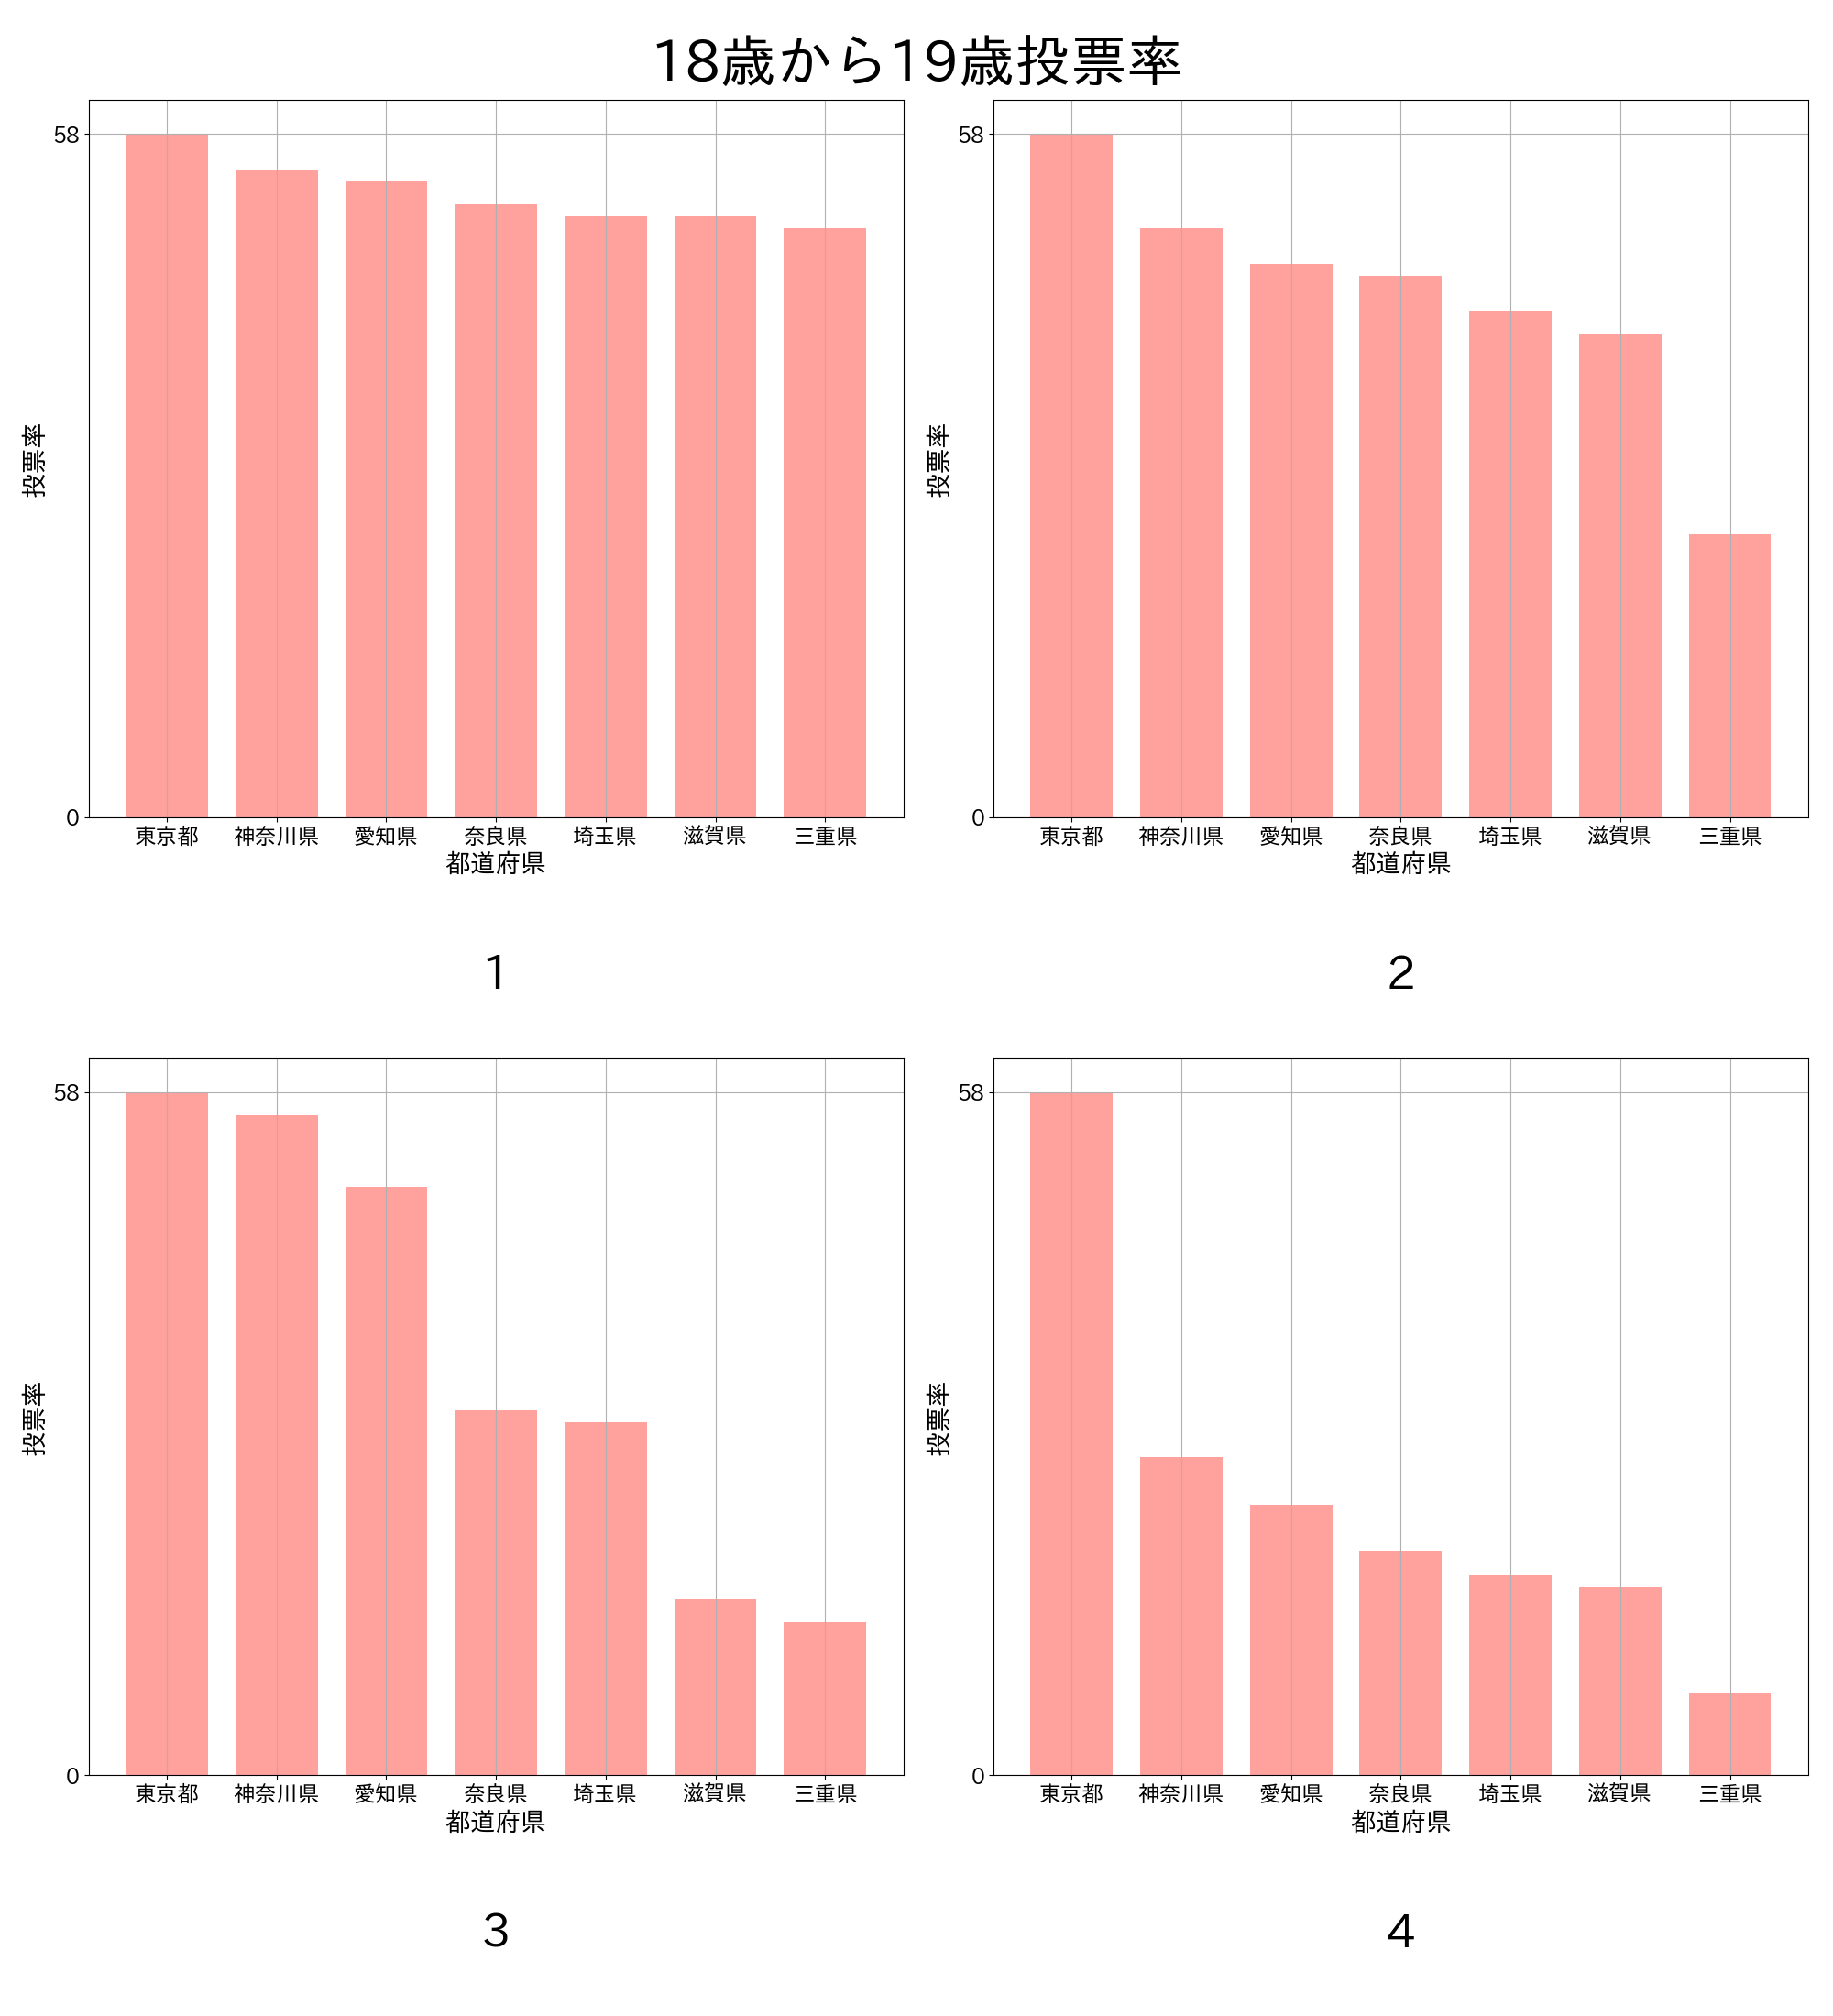 18歳から19歳投票率
58
0
投票率
東京都 神奈川県 愛知県 奈良県 埼玉県 滋賀県 三重県
都道府県
1
58
0
投票率
東京都 神奈川県 愛知県 奈良県 埼玉県 滋賀県 三重県
都道府県
2
58
0
投票率
東京都 神奈川県 愛知県 奈良県 埼玉県 滋賀県 三重県
都道府県
3
58
0
投票率
東京都 神奈川県 愛知県 奈良県 埼玉県 滋賀県 三重県
都道府県
4